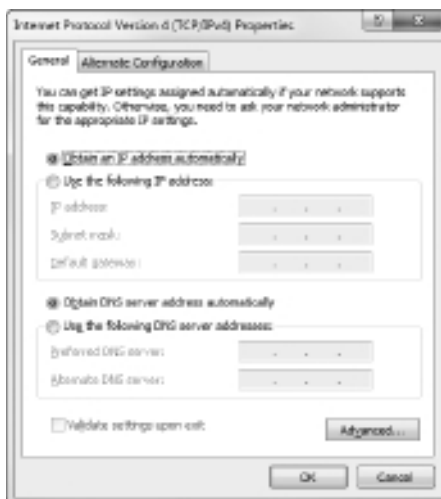 Internet Protocol Version 4 (TCP/IPv4) Properties
General
Alternate Configuration
You can get IP settings assigned automatically if your network supports
this capability. Otherwise, you need to ask your network administrator
for the appropriate IP settings.
Obtain an IP address automatically
Use the following IP address:
IP address:
Subnet mask:
Default gateway:
Obtain DNS server address automatically
Use the following DNS server addresses:
Preferred DNS server:
Alternate DNS server:
Validate settings upon exit
Advanced...
OK
Cancel